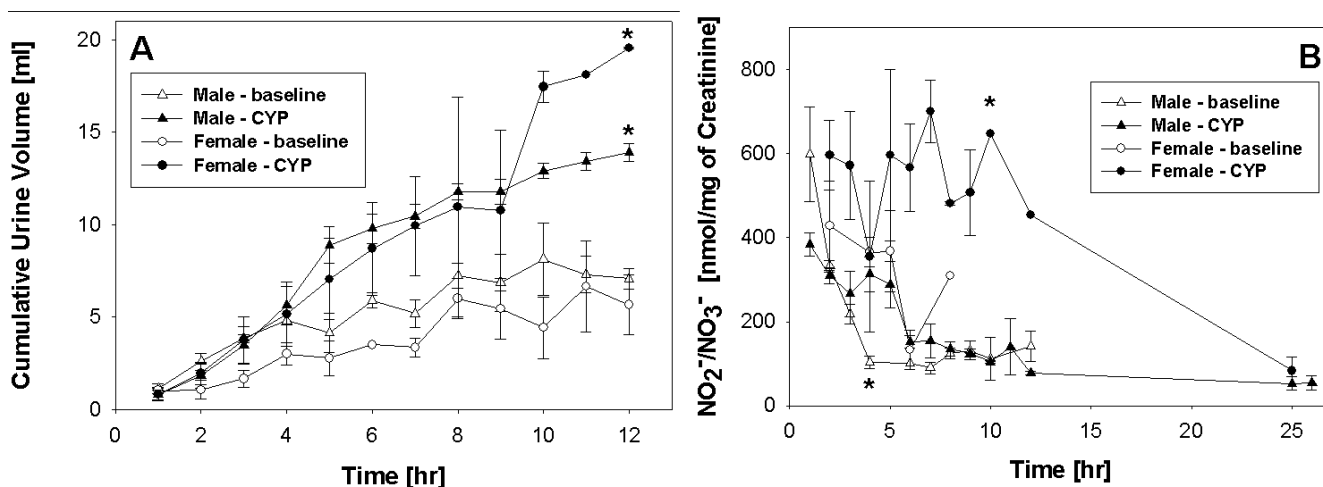 A
Cumulative Urine Volume [ml]
20
15
10
5
0
Male - baseline
Male - CYP
Female - baseline
Female - CYP
*
*
0 2 4 6 8 10 12
Time [hr]
B
NO2-/NO3- [nmol/mg of Creatinine]
800
600
400
200
0
Male - baseline
Male - CYP
Female - baseline
Female - CYP
*
*
0 5 10 15 20 25
Time [hr]